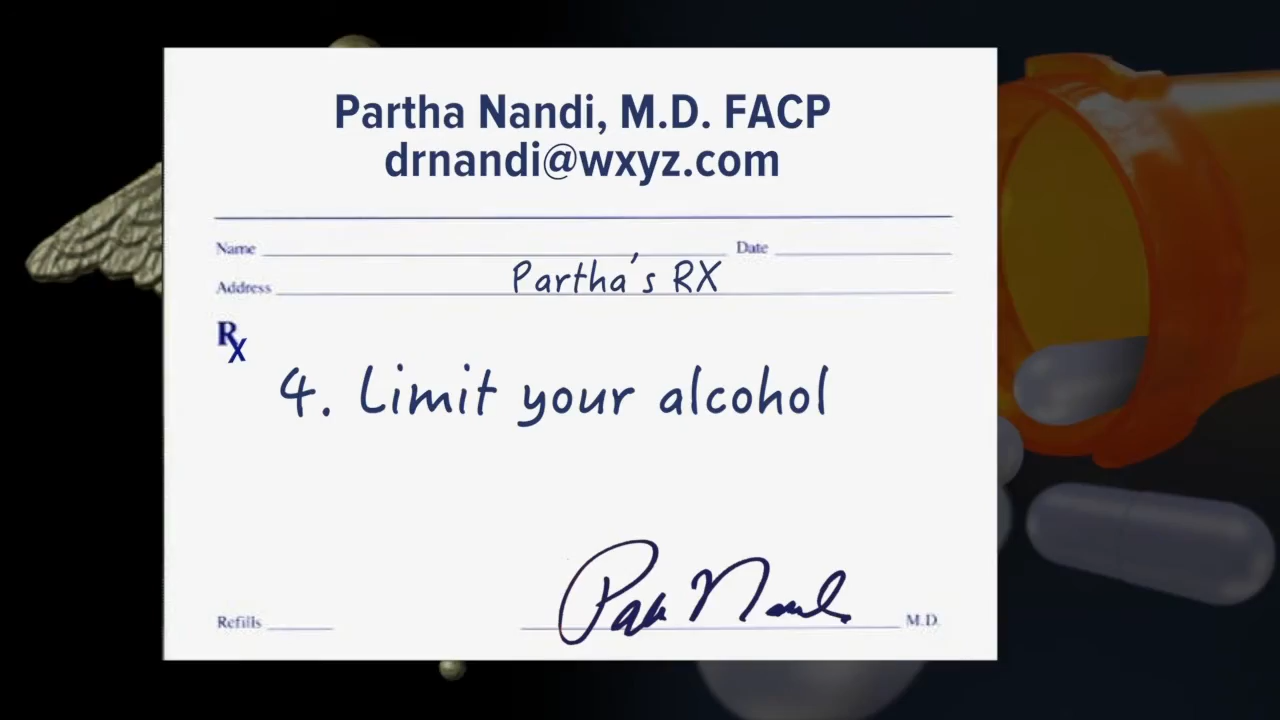 Partha Nandi, M.D. FACP
drnandi@wxyz.com
Name Date
Partha's RX
Address
Rx
4. Limit your alcohol
Refills M.D.